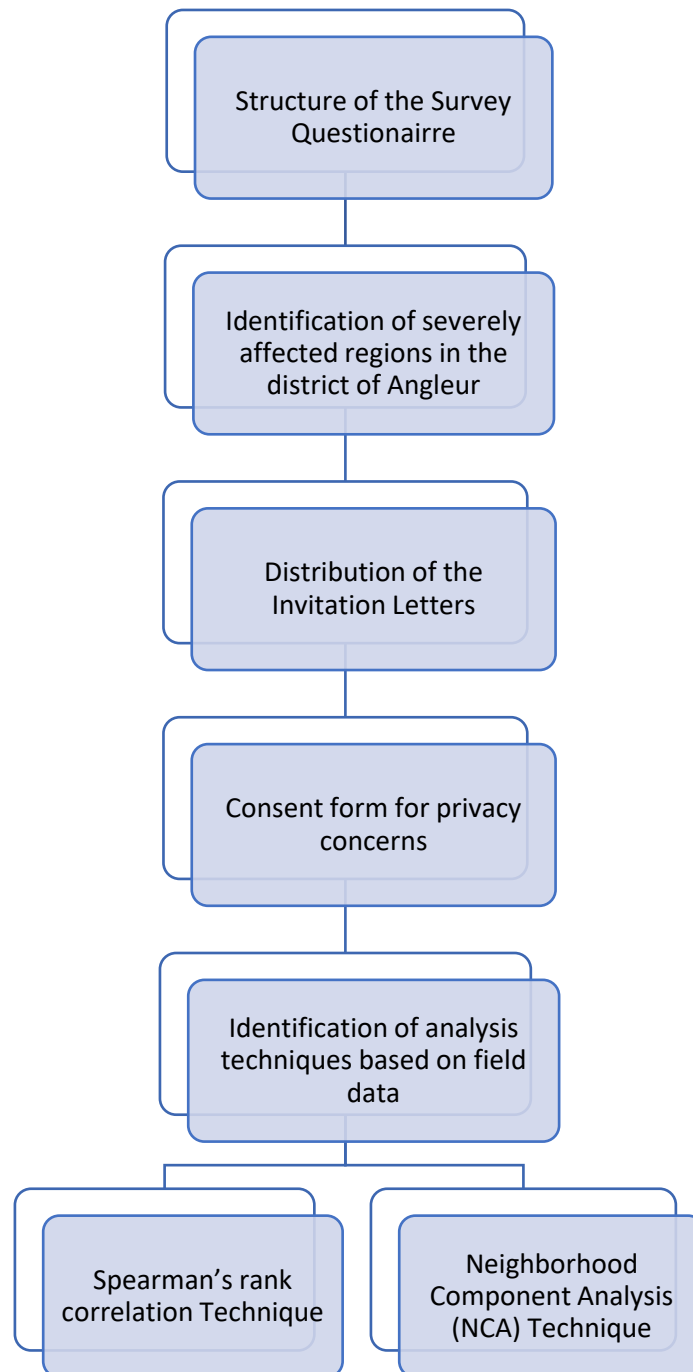 Structure of the Survey
Questionairre
Identification of severely
affected regions in the
district of Angleur
Distribution of the
Invitation Letters
Consent form for privacy
concerns
Identification of analysis
techniques based on field
data
Spearman’s rank
correlation Technique
Neighborhood
Component Analysis
(NCA) Technique